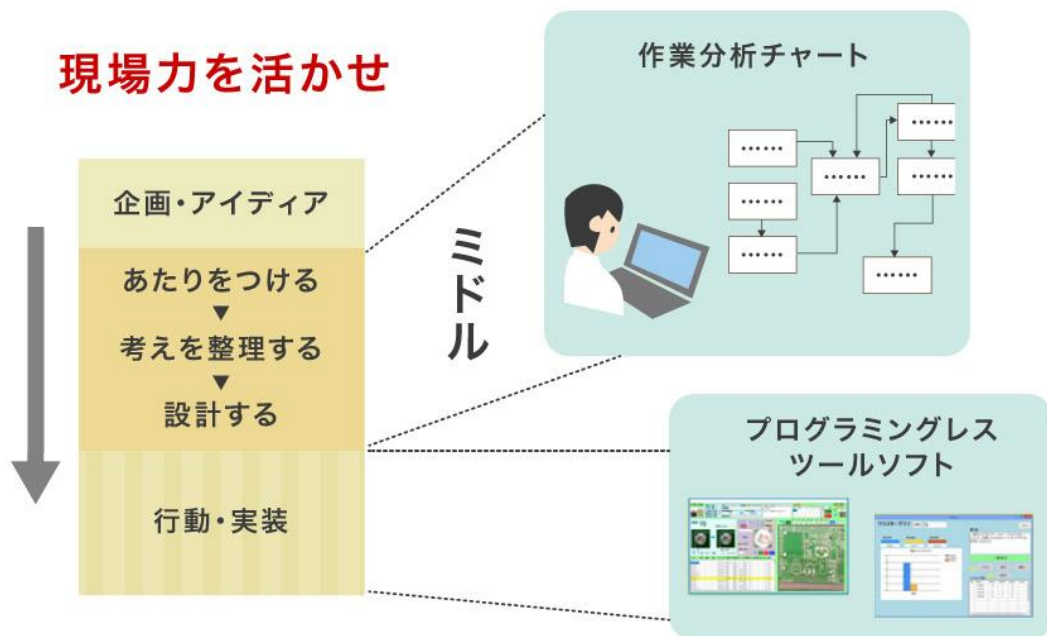 現場力を活かせ
企画・アイディア
あたりをつける
▼
考えを整理する
▼
設計する
行動・実装
ミドル
作業分析チャート
••••••
••••••
••••••
••••••
••••••
••••••
••••••
プログラミングレス
ツールソフト